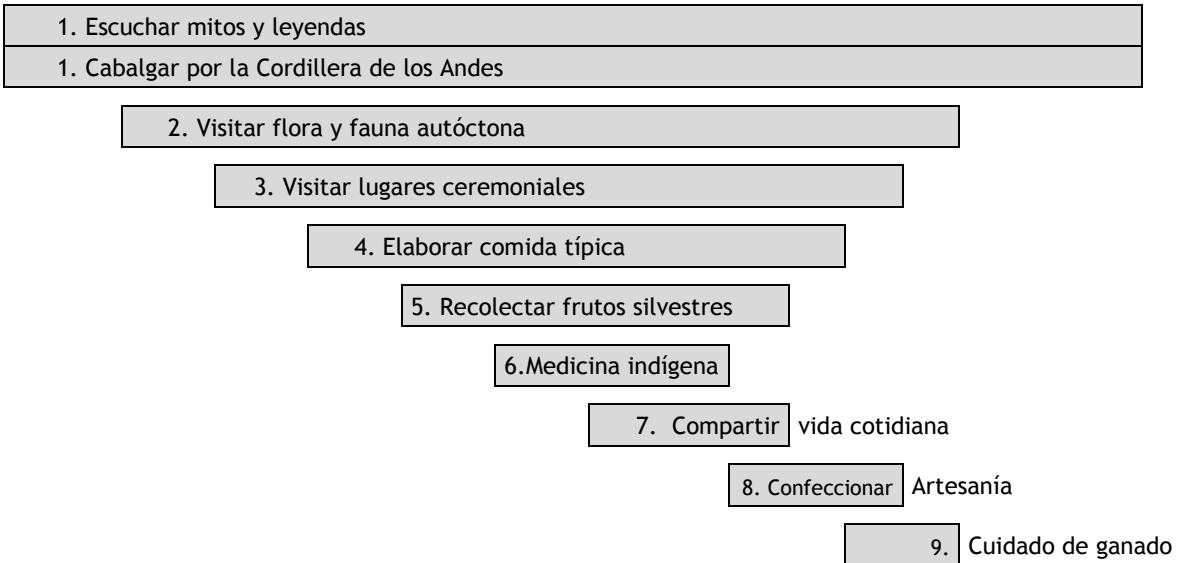 1. Escuchar mitos y leyendas
1. Cabalgar por la Cordillera de los Andes
2. Visitar flora y fauna autóctona
3. Visitar lugares ceremoniales
4. Elaborar comida típica
5. Recolectar frutos silvestres
6.Medicina indígena
7. Compartir vida cotidiana
8. Confeccionar Artesanía
9. Cuidado de ganado